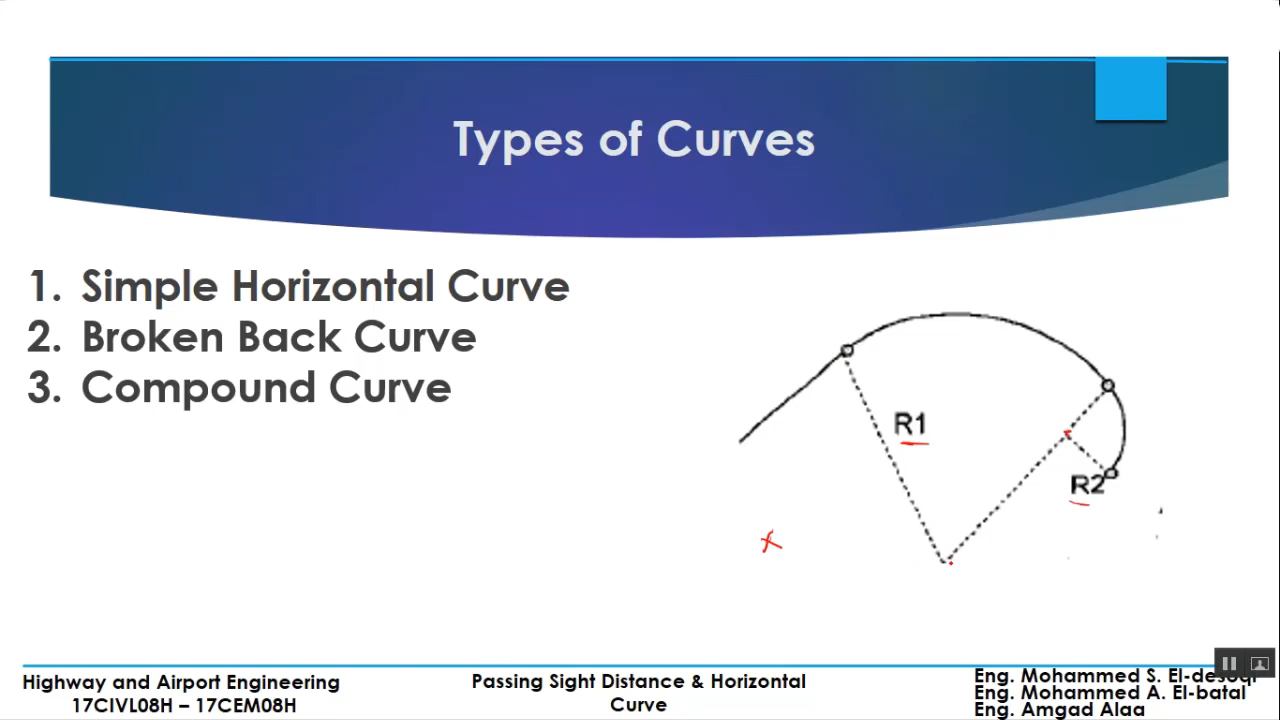 Types of Curves
1. Simple Horizontal Curve
2. Broken Back Curve
3. Compound Curve
R1
R2
Highway and Airport Engineering
17CIVL08H – 17CEM08H
Passing Sight Distance & Horizontal
Curve
Eng. Mohammed S. El-desuqi
Eng. Mohammed A. El-batal
Eng. Amgad Alaa